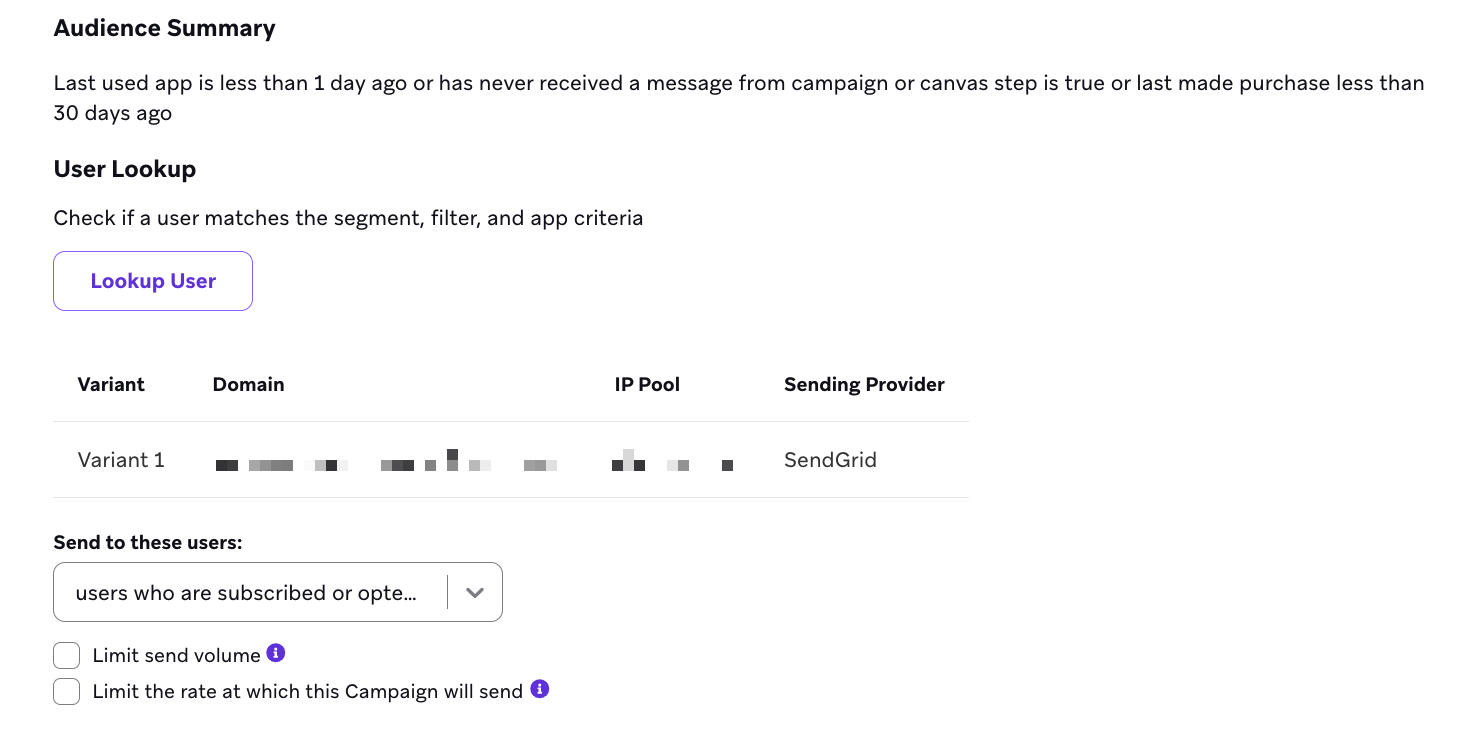 Audience Summary
Last used app is less than 1 day ago or has never received a message from campaign or canvas step is true or last made purchase less than
30 days ago
User Lookup
Check if a user matches the segment, filter, and app criteria
Lookup User
Variant Domain IP Pool Sending Provider
Variant 1 SendGrid
Send to these users:
users who are subscribed or opte...
Limit send volume
Limit the rate at which this Campaign will send